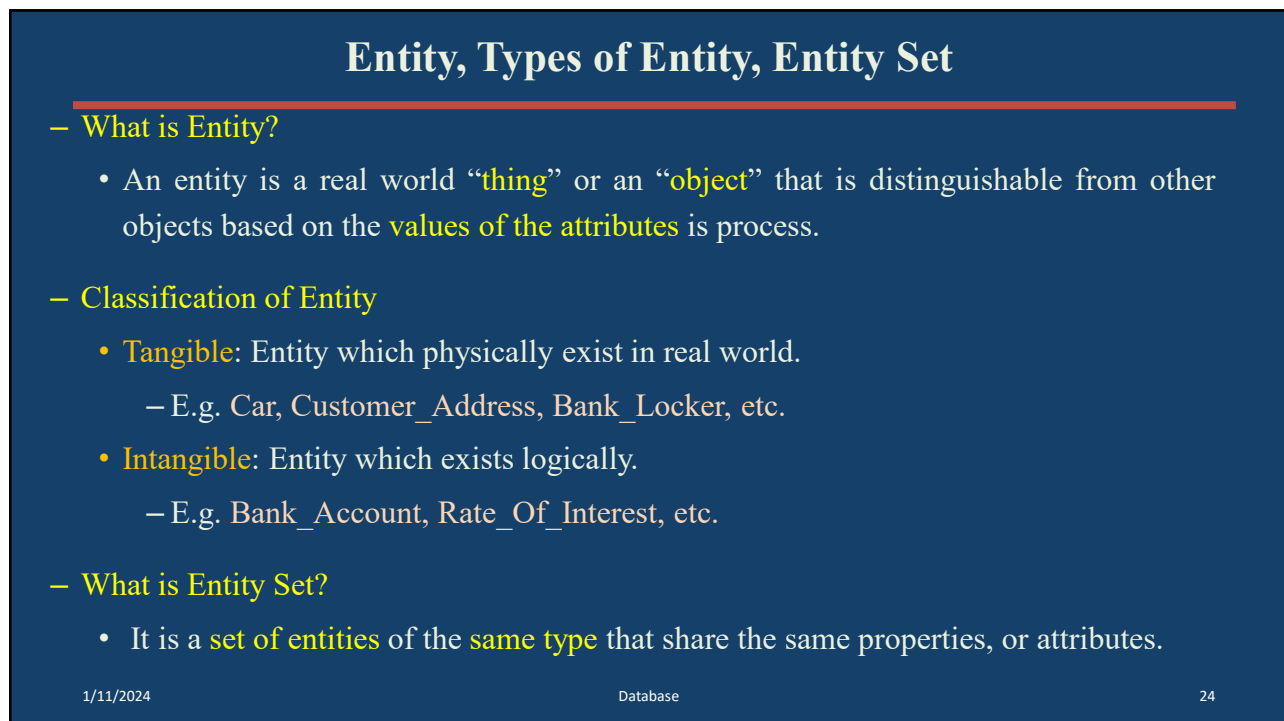 Entity, Types of Entity, Entity Set
– What is Entity?
• An entity is a real world “thing” or an “object” that is distinguishable from other
objects based on the values of the attributes is process.
– Classification of Entity
• Tangible: Entity which physically exist in real world.
– E.g. Car, Customer_Address, Bank_Locker, etc.
• Intangible: Entity which exists logically.
– E.g. Bank_Account, Rate_Of_Interest, etc.
– What is Entity Set?
• It is a set of entities of the same type that share the same properties, or attributes.
1/11/2024 Database 24